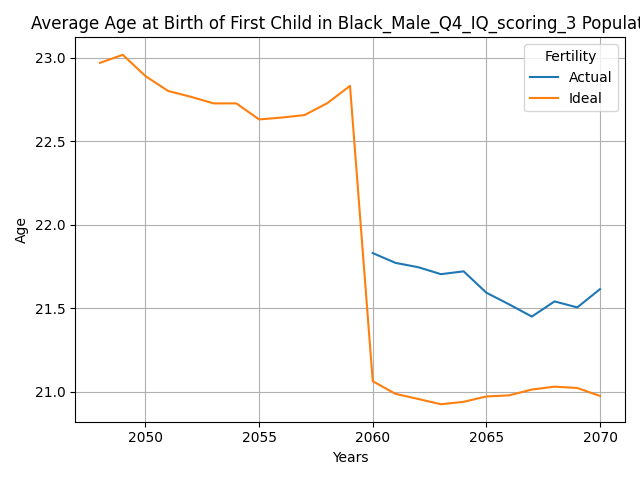 Average Age at Birth of First Child in Black_Male_Q4_IQ_scoring_3 Populat
Fertility
Actual
Ideal
23.0
22.5
22.0
21.5
21.0
Age
2050
2055
2060
2065
2070
Years